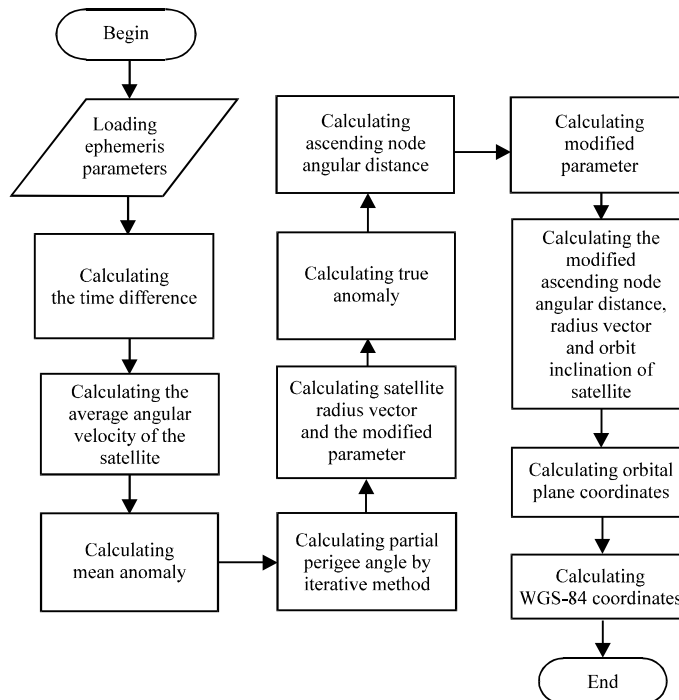 Begin
Loading
ephemeris
parameters
Calculating
the time difference
Calculating the
average angular
velocity of the
satellite
Calculating
mean anomaly
Calculating partial
perigee angle by
iterative method
Calculating satellite
radius vector
and the modified
parameter
Calculating true
anomaly
Calculating
ascending node
angular distance
Calculating
modified
parameter
Calculating the
modified
ascending node
angular distance,
radius vector
and orbit
inclination of
satellite
Calculating orbital
plane coordinates
Calculating
WGS-84 coordinates
End